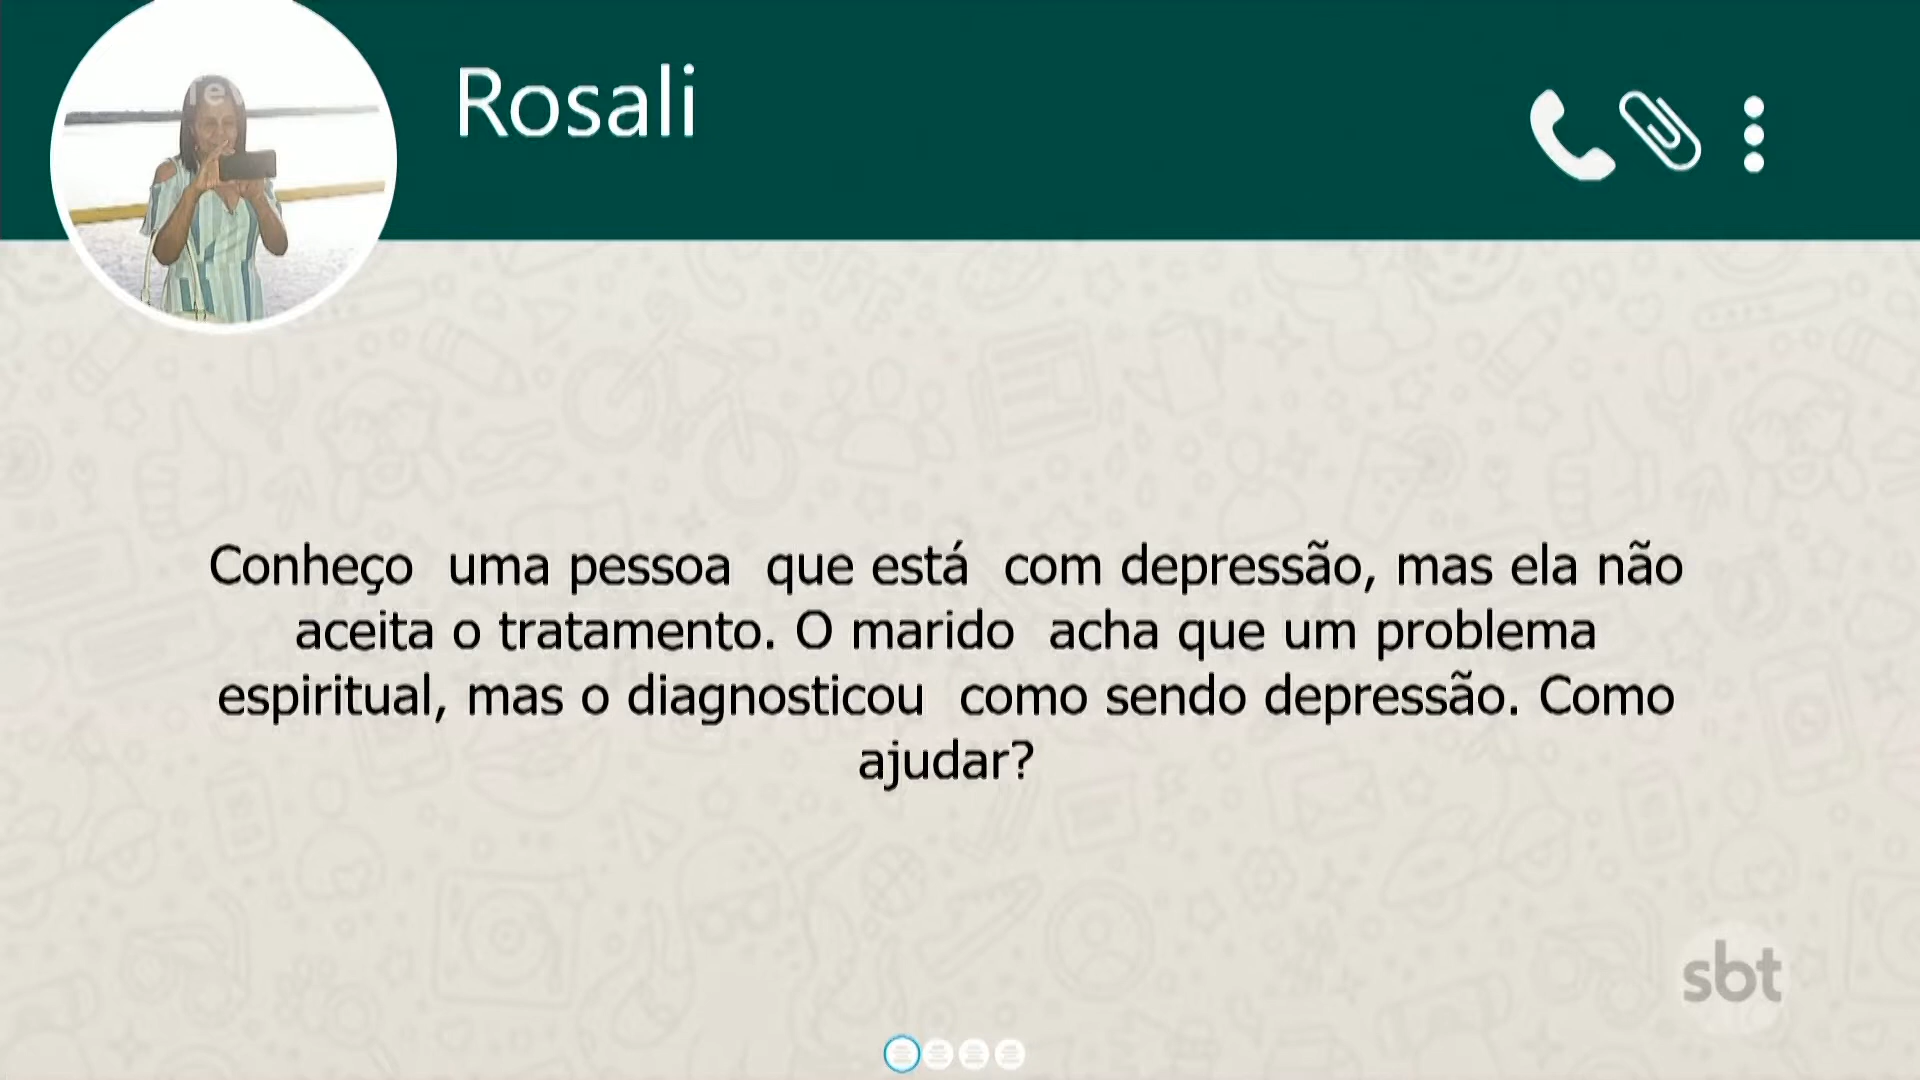 Rosali
Conheço uma pessoa que está com depressão, mas ela não
aceita o tratamento. O marido acha que um problema
espiritual, mas o diagnosticou como sendo depressão. Como
ajudar?
sbt